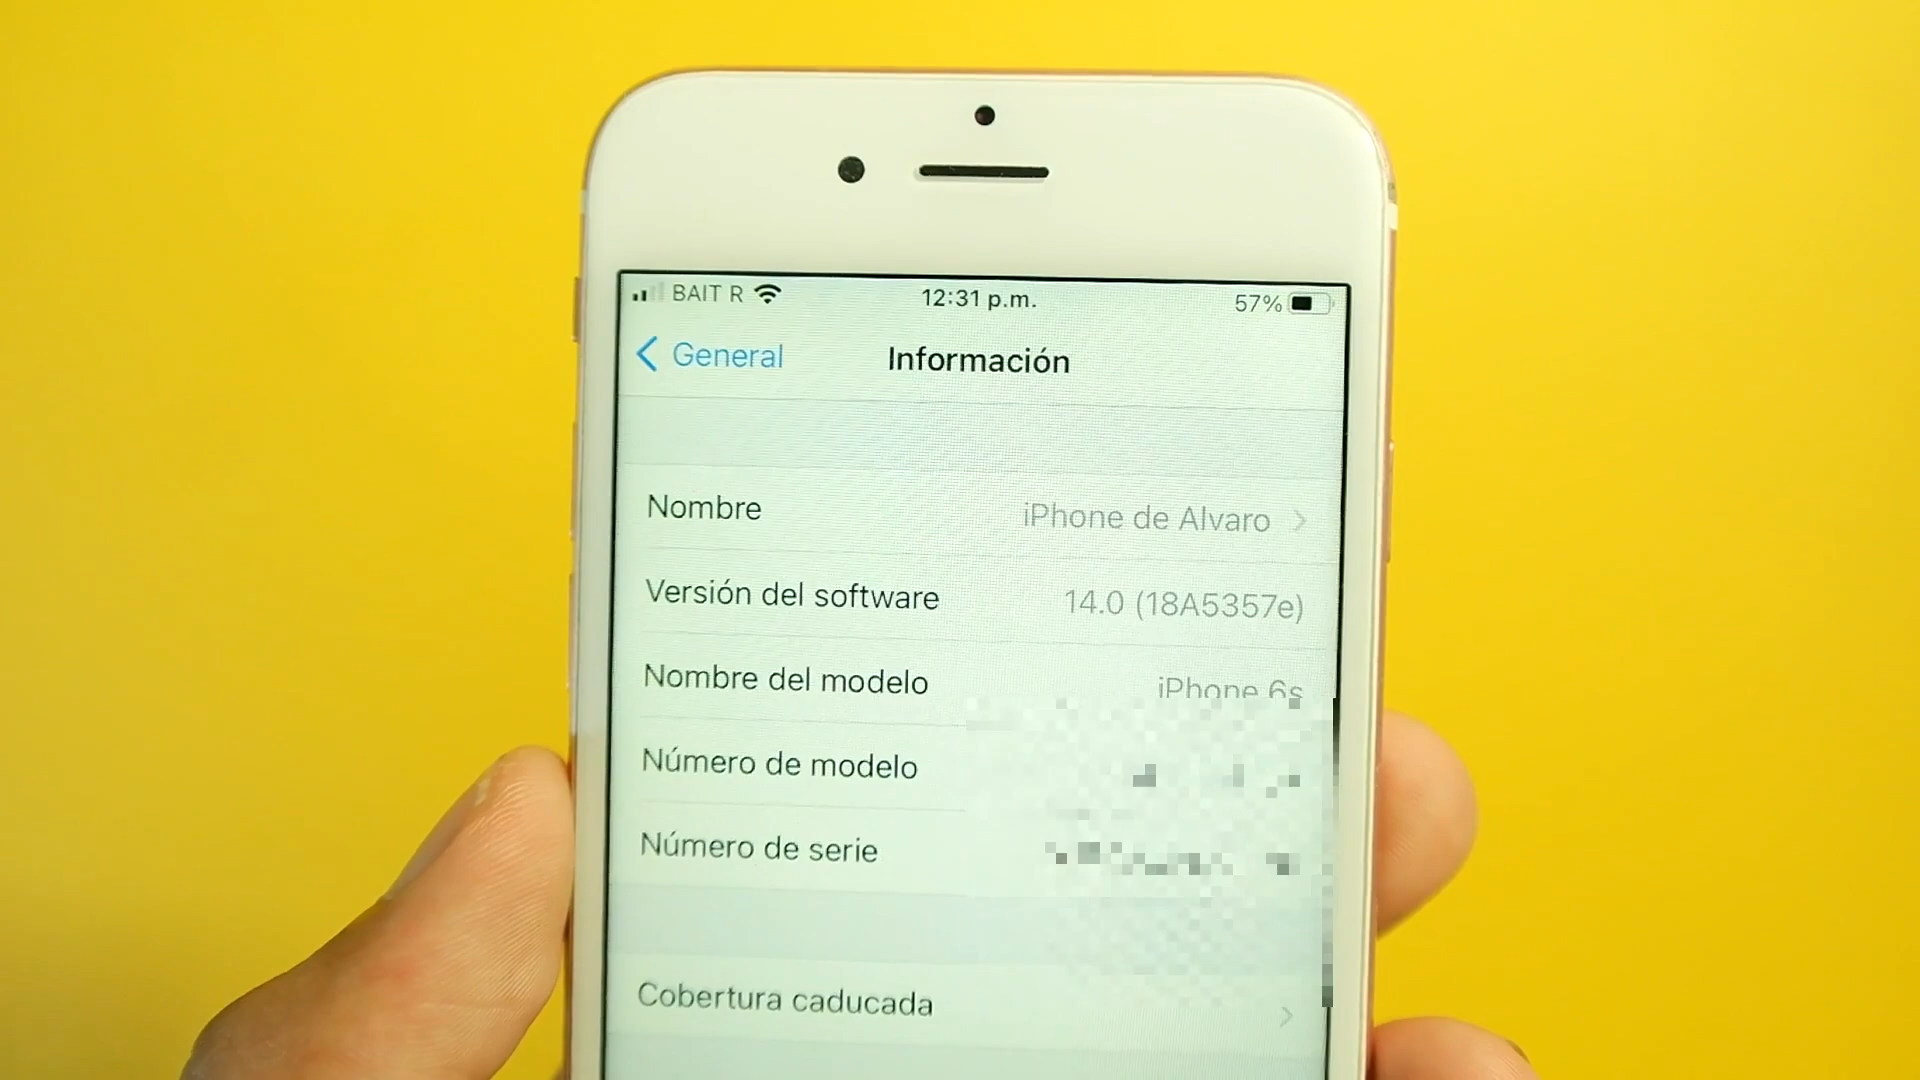 BAIT R 12:31 p.m. 57%
General Información
Nombre iPhone de Alvaro
Versión del software 14.0 (18A5357e)
Nombre del modelo iPhone 6s
Número de modelo
Número de serie
Cobertura caducada